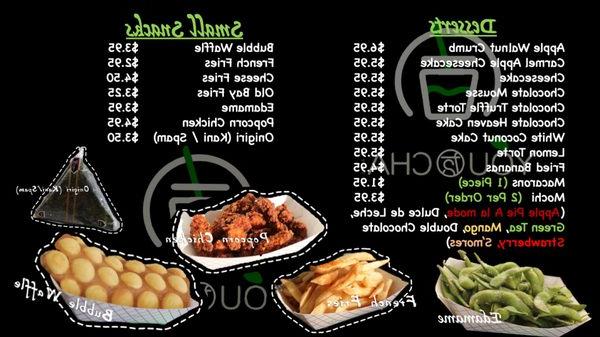 Desserts
Apple Walnut Crumb $6.95
Carmel Apple Cheesecake $5.95
Cheesecake $5.95
Chocolate Mousse $5.95
Chocolate Truffle Torte $5.95
Chocolate Heaven Cake $5.95
White Coconut Cake $5.95
Lemon Torte $5.95
Fried Bananas $4.95
Macarons (1 Piece) $1.95
Mochi (2 Per Order) $3.95
(Apple Pie A la mode, Dulce de Leche,
Green Tea, Mango, Double Chocolate
Strawberry, S'mores)
Small Snacks
Bubble Waffle $3.95
French Fries $2.95
Cheese Fries $4.50
Old Bay Fries $3.25
Edamame $3.95
Popcorn Chicken $5.95
Onigiri (Kani / Spam) $3.50
YOU CHA
Onigiri (Kani/Spam)
Popcorn Chicken
Bubble Waffle
French Fries
Edamame
YOU